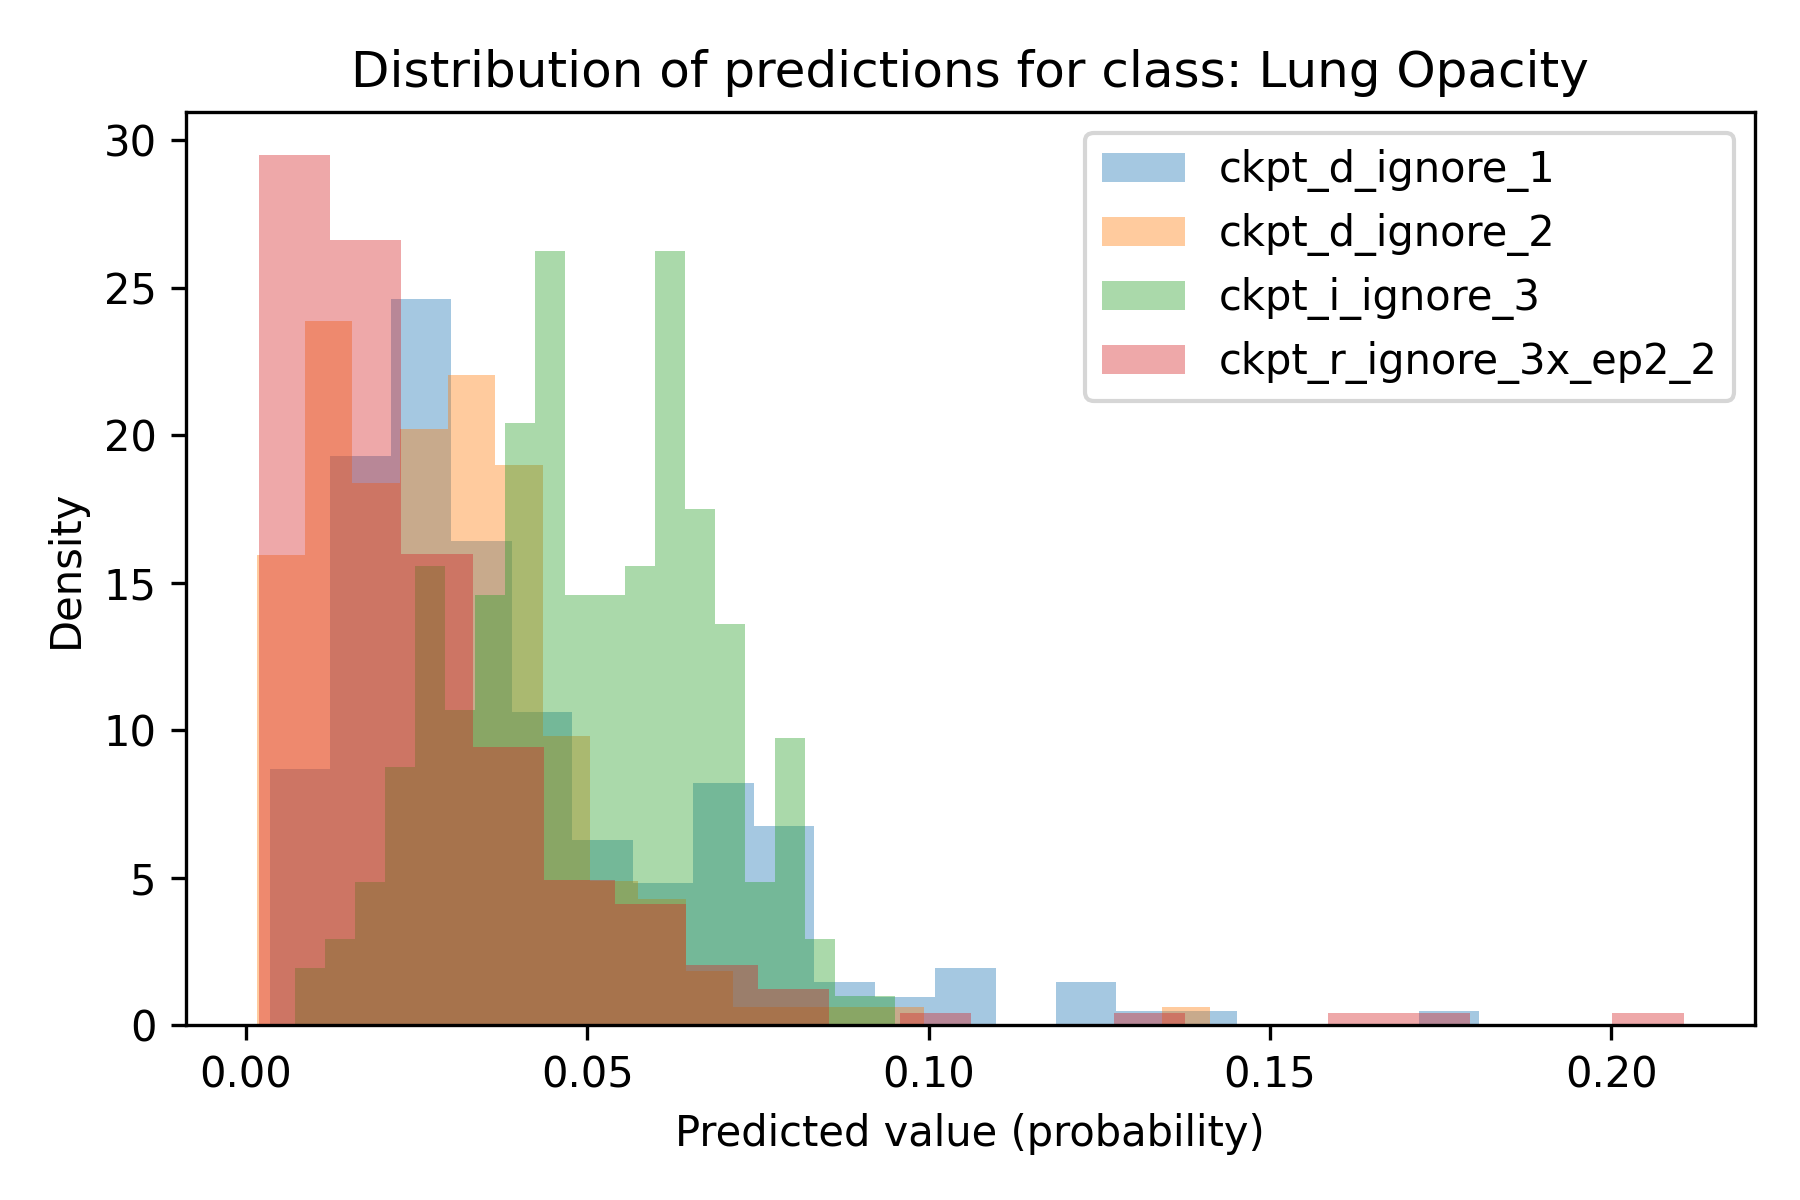 Distribution of predictions for class: Lung Opacity
ckpt_d_ignore_1
ckpt_d_ignore_2
ckpt_i_ignore_3
ckpt_r_ignore_3x_ep2_2
Density
30
25
20
15
10
5
0
0.00 0.05 0.10 0.15 0.20
Predicted value (probability)